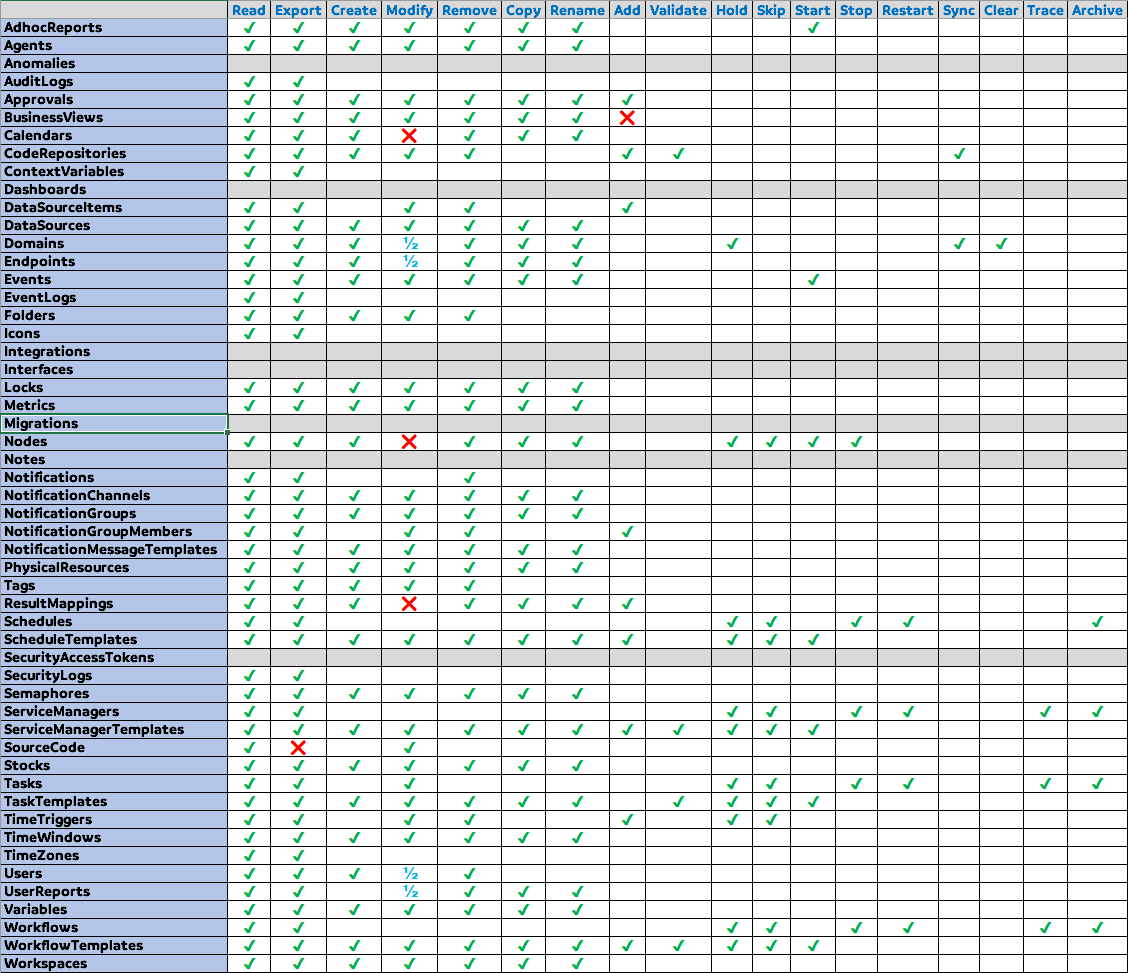 Read Export Create Modify Remove Copy Rename Add Validate Hold Skip Start Stop Restart Sync Clear Trace Archive
AdhocReports ✓ ✓ ✓ ✓ ✓ ✓ ✓ ✓
Agents ✓ ✓ ✓ ✓ ✓ ✓ ✓
Anomalies
AuditLogs ✓ ✓
Approvals ✓ ✓ ✓ ✓ ✓ ✓ ✓ ✓
BusinessViews ✓ ✓ ✓ ✓ ✓ ✓ ✓ ✗
Calendars ✓ ✓ ✓ ✗ ✓ ✓ ✓
CodeRepositories ✓ ✓ ✓ ✓ ✓ ✓ ✓ ✓
ContextVariables ✓ ✓
Dashboards
DataSourceItems ✓ ✓ ✓ ✓ ✓
DataSources ✓ ✓ ✓ ✓ ✓ ✓ ✓
Domains ✓ ✓ ✓ ½ ✓ ✓ ✓ ✓ ✓ ✓
Endpoints ✓ ✓ ✓ ½ ✓ ✓ ✓
Events ✓ ✓ ✓ ✓ ✓ ✓ ✓ ✓
EventLogs ✓ ✓
Folders ✓ ✓ ✓ ✓ ✓
Icons ✓ ✓
Integrations
Interfaces
Locks ✓ ✓ ✓ ✓ ✓ ✓ ✓
Metrics ✓ ✓ ✓ ✓ ✓ ✓ ✓
Migrations
Nodes ✓ ✓ ✓ ✗ ✓ ✓ ✓ ✓ ✓ ✓ ✓
Notes
Notifications ✓ ✓ ✓
NotificationChannels ✓ ✓ ✓ ✓ ✓ ✓ ✓
NotificationGroups ✓ ✓ ✓ ✓ ✓ ✓ ✓
NotificationGroupMembers ✓ ✓ ✓ ✓ ✓
NotificationMessageTemplates ✓ ✓ ✓ ✓ ✓ ✓ ✓
PhysicalResources ✓ ✓ ✓ ✓ ✓ ✓ ✓
Tags ✓ ✓ ✓ ✓ ✓
ResultMappings ✓ ✓ ✓ ✗ ✓ ✓ ✓ ✓
Schedules ✓ ✓ ✓ ✓ ✓ ✓ ✓
ScheduleTemplates ✓ ✓ ✓ ✓ ✓ ✓ ✓ ✓ ✓ ✓ ✓
SecurityAccessTokens
SecurityLogs ✓ ✓
Semaphores ✓ ✓ ✓ ✓ ✓ ✓ ✓
ServiceManagers ✓ ✓ ✓ ✓ ✓ ✓ ✓ ✓
ServiceManagerTemplates ✓ ✓ ✓ ✓ ✓ ✓ ✓ ✓ ✓ ✓ ✓ ✓
SourceCode ✓ ✗ ✓
Stocks ✓ ✓ ✓ ✓ ✓ ✓ ✓
Tasks ✓ ✓ ✓ ✓ ✓ ✓ ✓ ✓ ✓
TaskTemplates ✓ ✓ ✓ ✓ ✓ ✓ ✓ ✓ ✓ ✓ ✓
TimeTriggers ✓ ✓ ✓ ✓ ✓ ✓ ✓
TimeWindows ✓ ✓ ✓ ✓ ✓ ✓ ✓
TimeZones ✓ ✓
Users ✓ ✓ ✓ ½ ✓
UserReports ✓ ✓ ½ ✓ ✓ ✓
Variables ✓ ✓ ✓ ✓ ✓ ✓ ✓
Workflows ✓ ✓ ✓ ✓ ✓ ✓ ✓ ✓
WorkflowTemplates ✓ ✓ ✓ ✓ ✓ ✓ ✓ ✓ ✓ ✓ ✓ ✓
Workspaces ✓ ✓ ✓ ✓ ✓ ✓ ✓